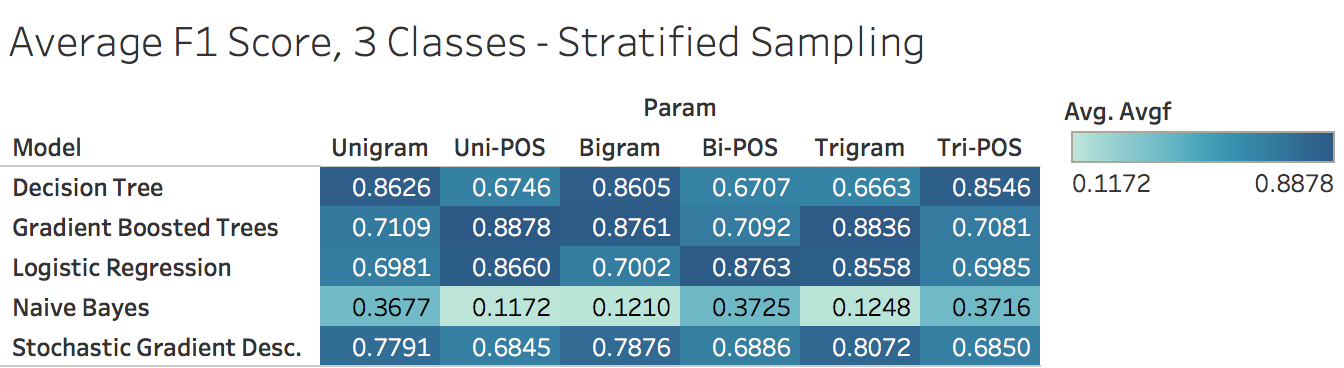 Average F1 Score, 3 Classes - Stratified Sampling
Param
Model Unigram Uni-POS Bigram Bi-POS Trigram Tri-POS
Decision Tree 0.8626 0.6746 0.8605 0.6707 0.6663 0.8546
Gradient Boosted Trees 0.7109 0.8878 0.8761 0.7092 0.8836 0.7081
Logistic Regression 0.6981 0.8660 0.7002 0.8763 0.8558 0.6985
Naive Bayes 0.3677 0.1172 0.1210 0.3725 0.1248 0.3716
Stochastic Gradient Desc. 0.7791 0.6845 0.7876 0.6886 0.8072 0.6850
Avg. Avgf
0.1172 0.8878